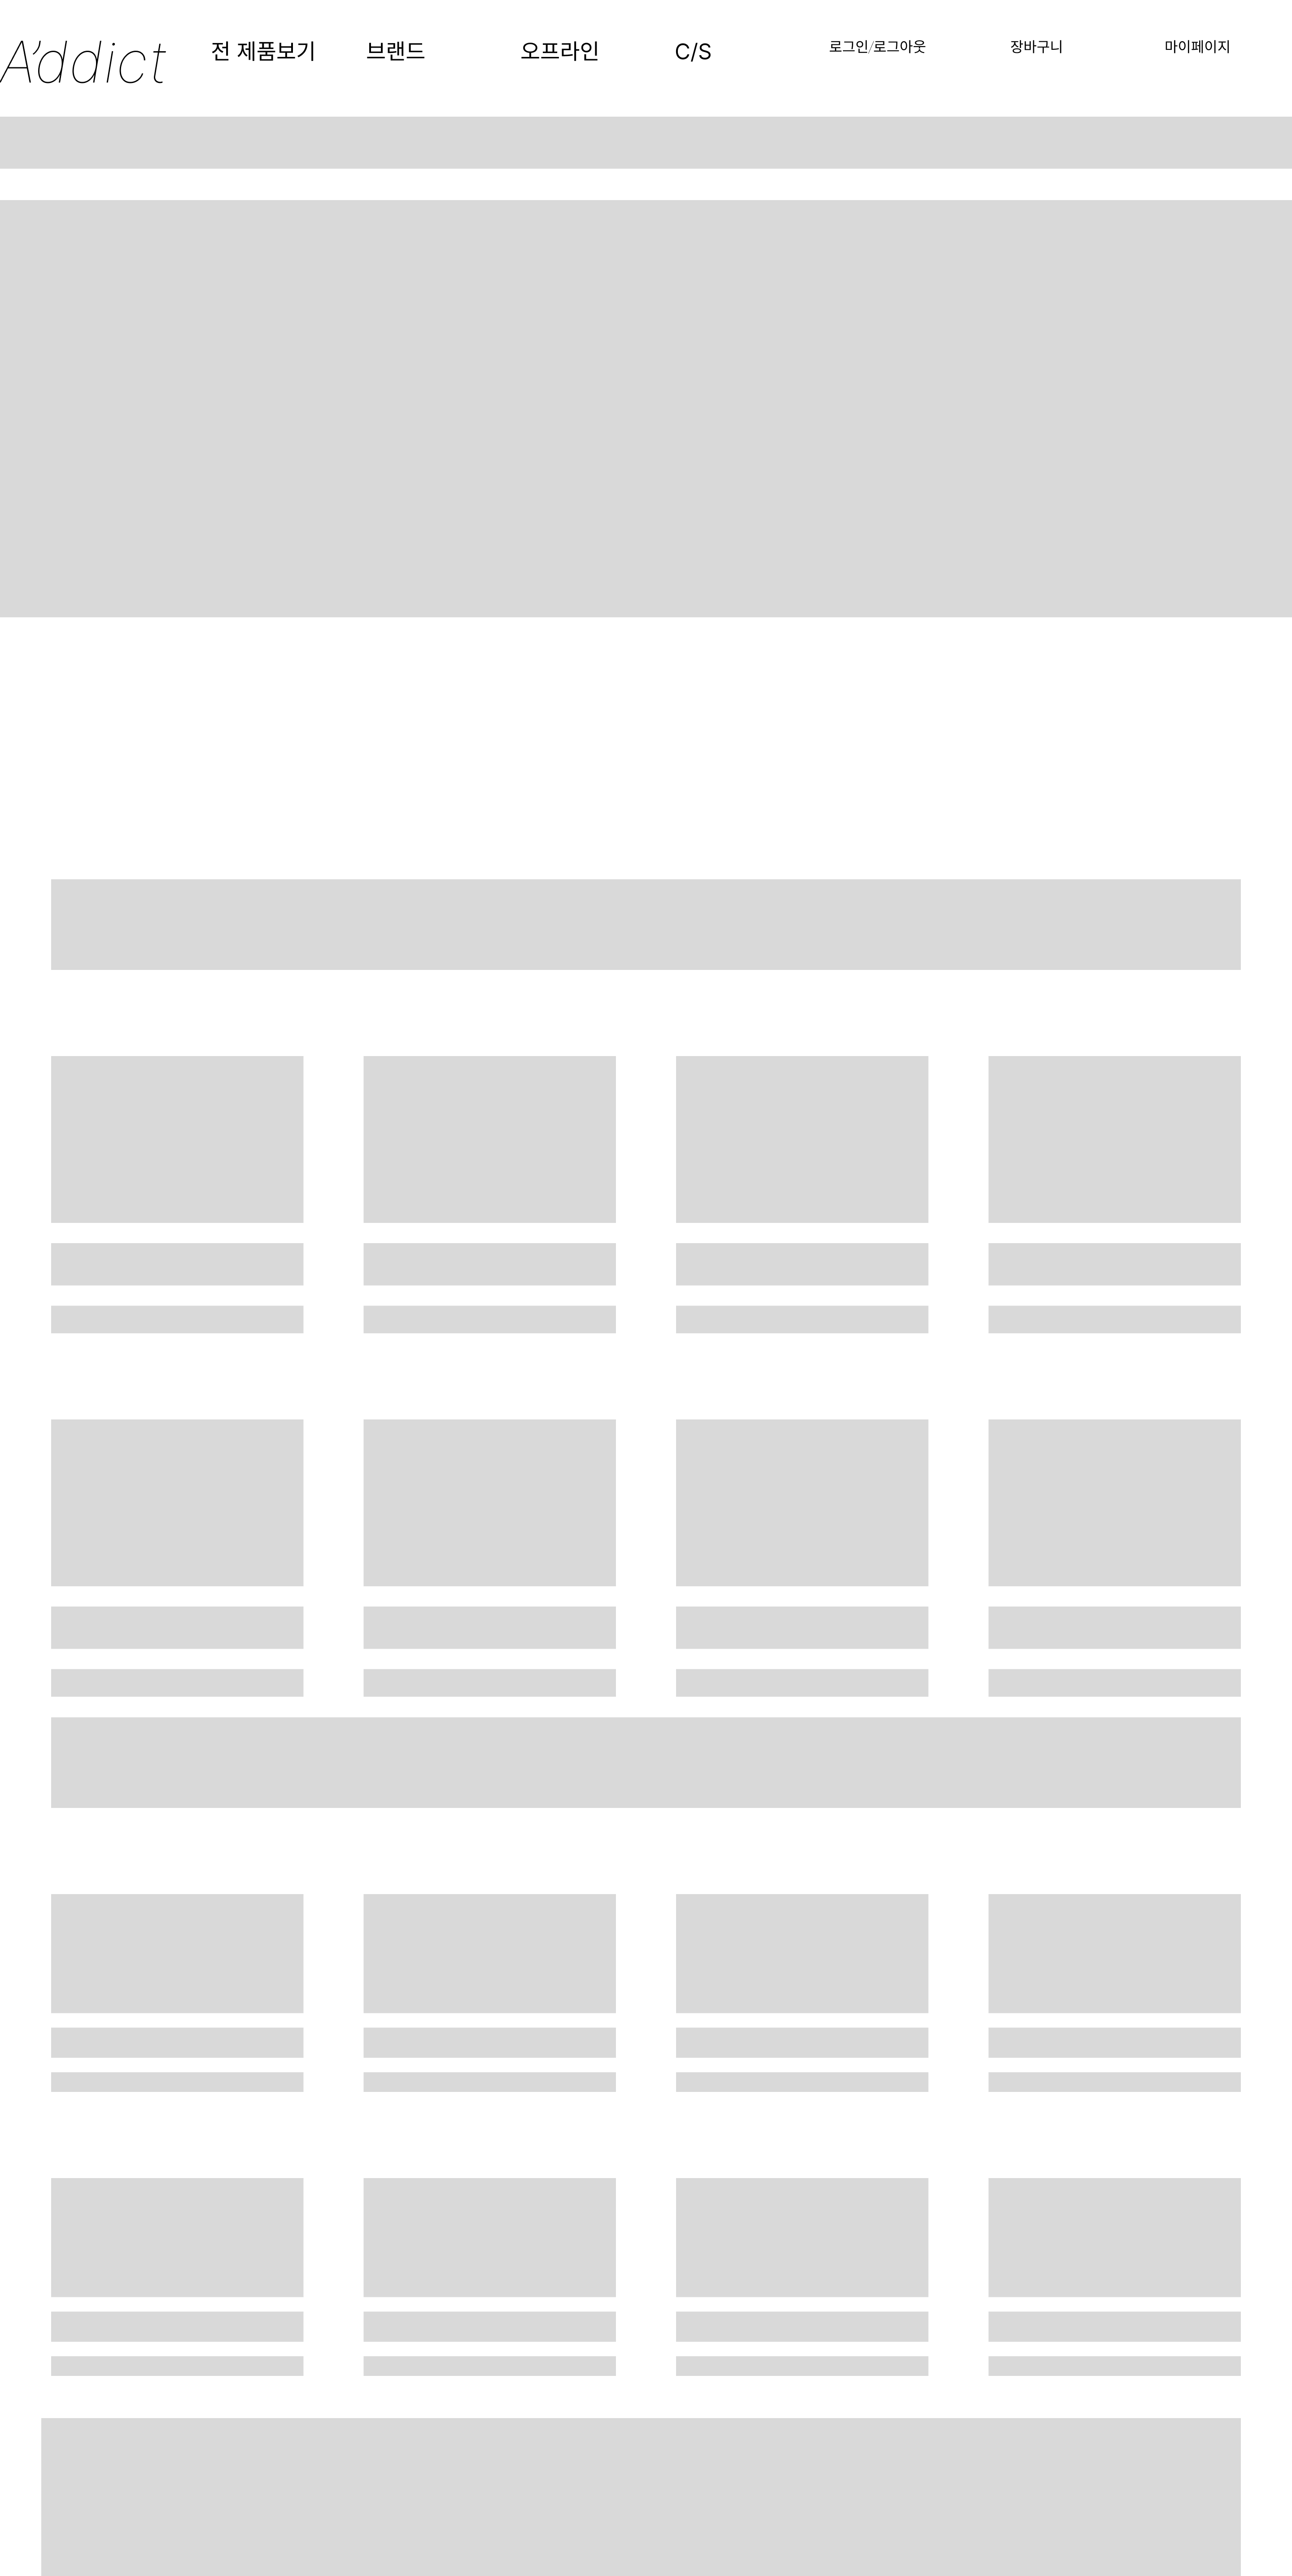 A'ddict
전 제품보기
브랜드
오프라인
C/S
로그인/로그아웃
장바구니
마이페이지